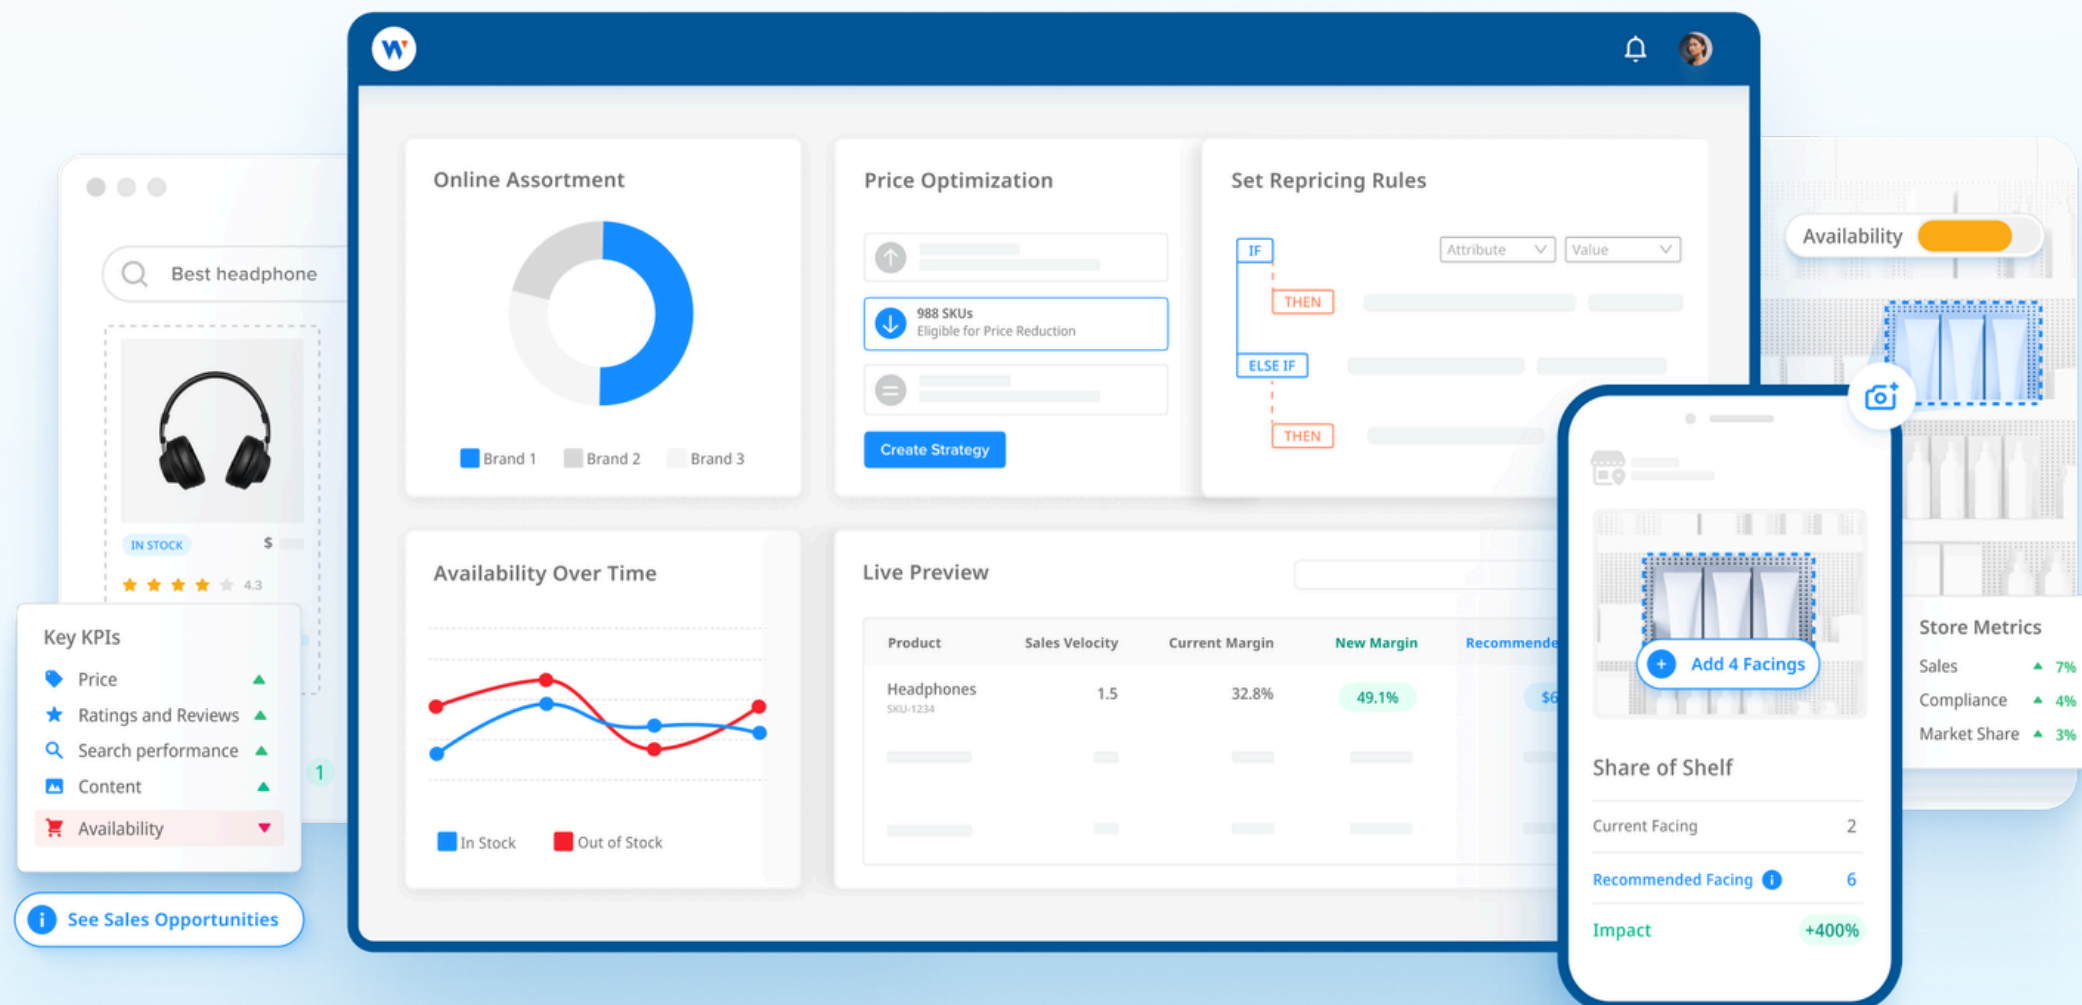 Best headphone
IN STOCK
$
4.3
Key KPIs
Price
Ratings and Reviews
Search performance
Content
Availability
1
See Sales Opportunities
W
Online Assortment
Brand 1 Brand 2 Brand 3
Price Optimization
988 SKUs
Eligible for Price Reduction
Create Strategy
Set Repricing Rules
IF
Attribute Value
THEN
ELSE IF
THEN
Availability Over Time
In Stock Out of Stock
Live Preview
Product Sales Velocity Current Margin New Margin Recommende
Headphones 1.5 32.8% 49.1% $6
SKU-1234
Availability
Add 4 Facings
Share of Shelf
Current Facing 2
Recommended Facing 6
Impact +400%
Store Metrics
Sales 7%
Compliance 4%
Market Share 3%